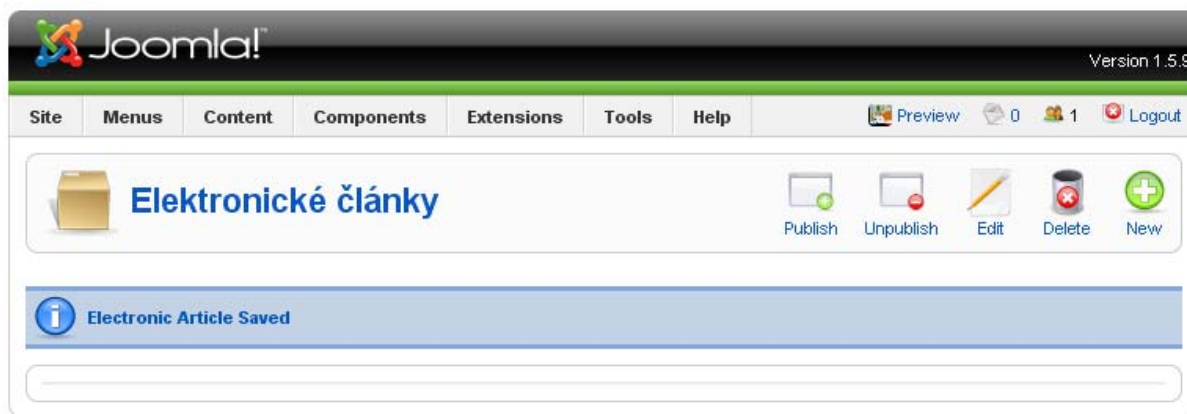 Joomla!™
Version 1.5.9
Site Menus Content Components Extensions Tools Help Preview 0 1 Logout
Elektronické články
Publish Unpublish Edit Delete New
Electronic Article Saved